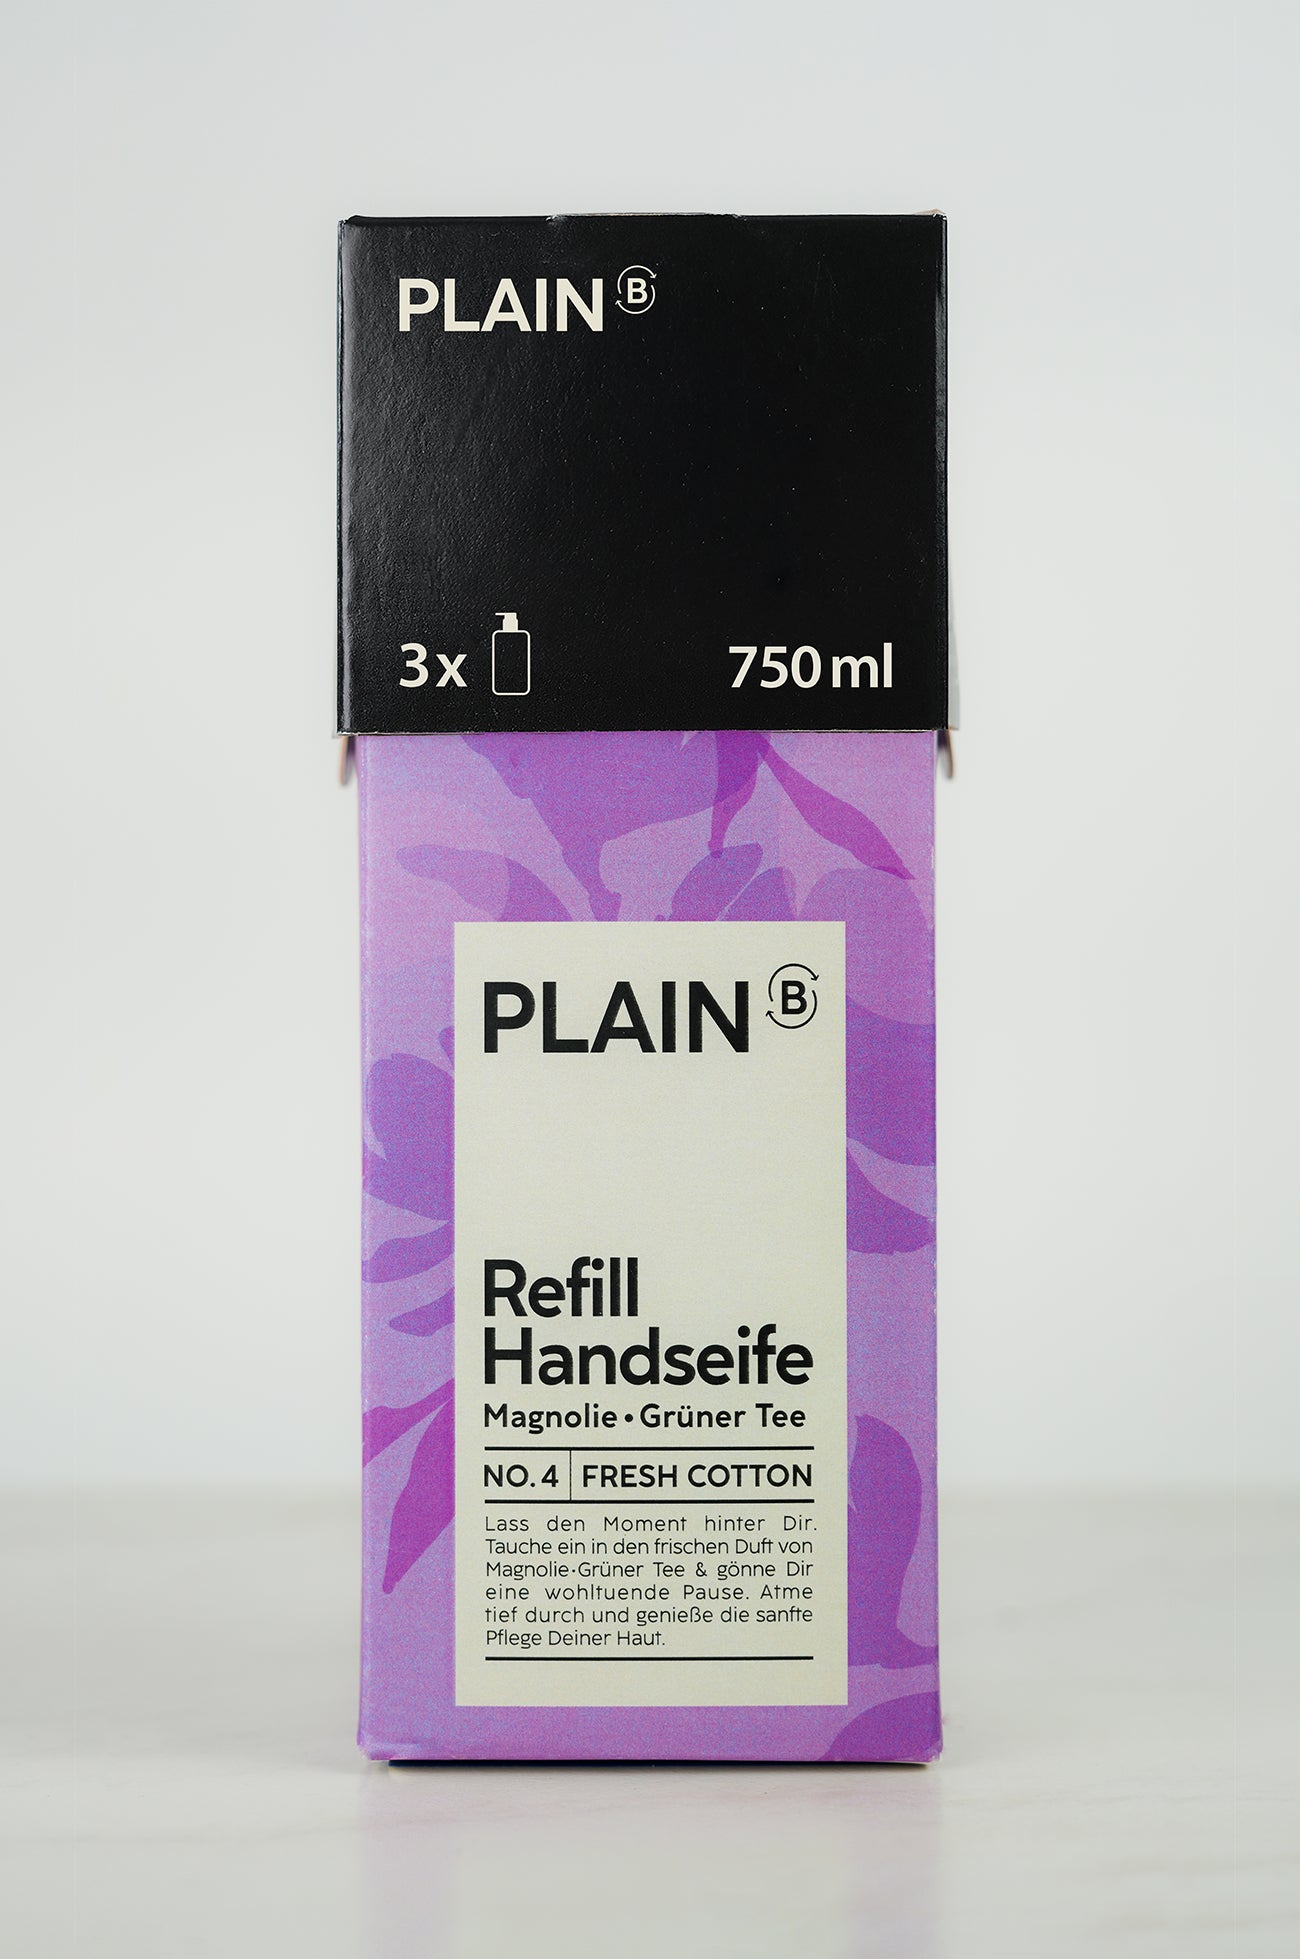 PLAIN B
3x 750 ml
PLAIN B
Refill
Handseife
Magnolie • Grüner Tee
NO. 4 | FRESH COTTON
Lass den Moment hinter Dir.
Tauche ein in den frischen Duft von
Magnolie•Grüner Tee & gönne Dir
eine wohltuende Pause. Atme
tief durch und genieße die sanfte
Pflege Deiner Haut.